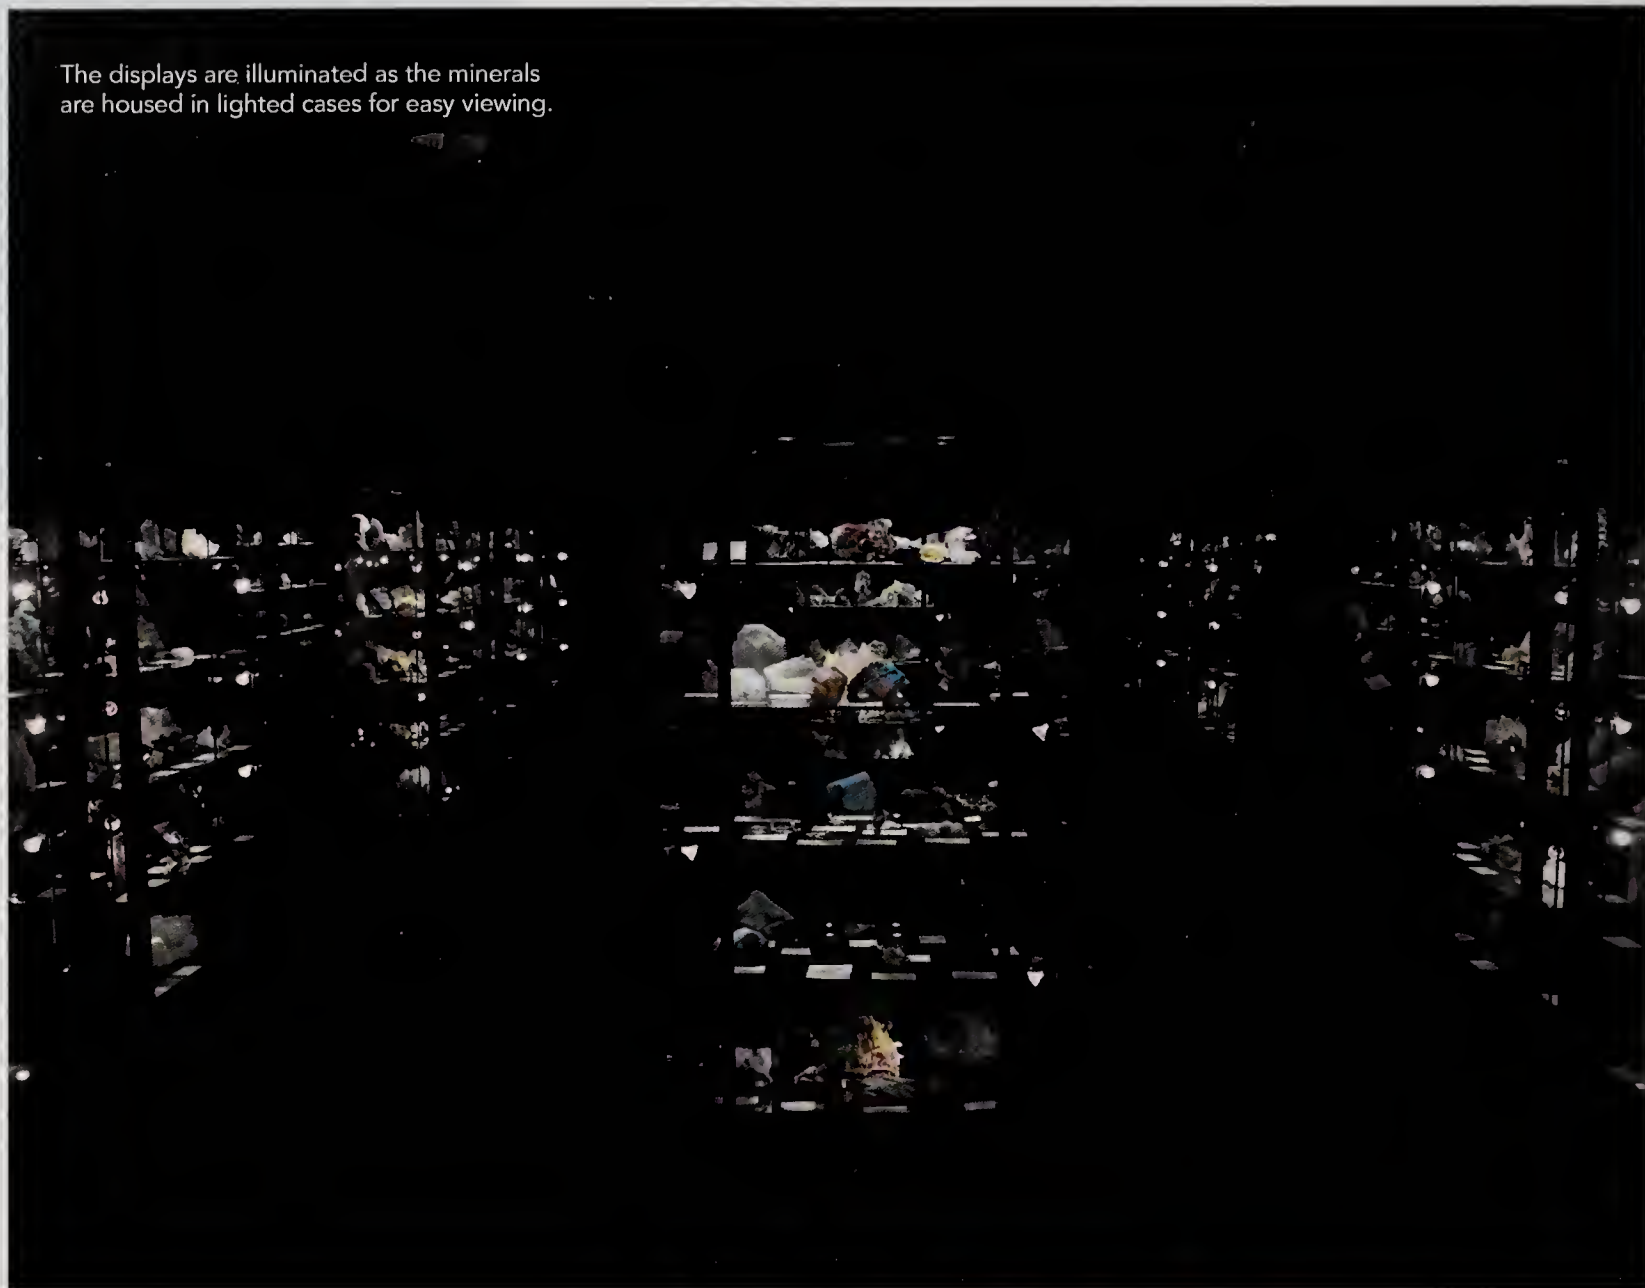 The displays are illuminated as the minerals
are housed in lighted cases for easy viewing.